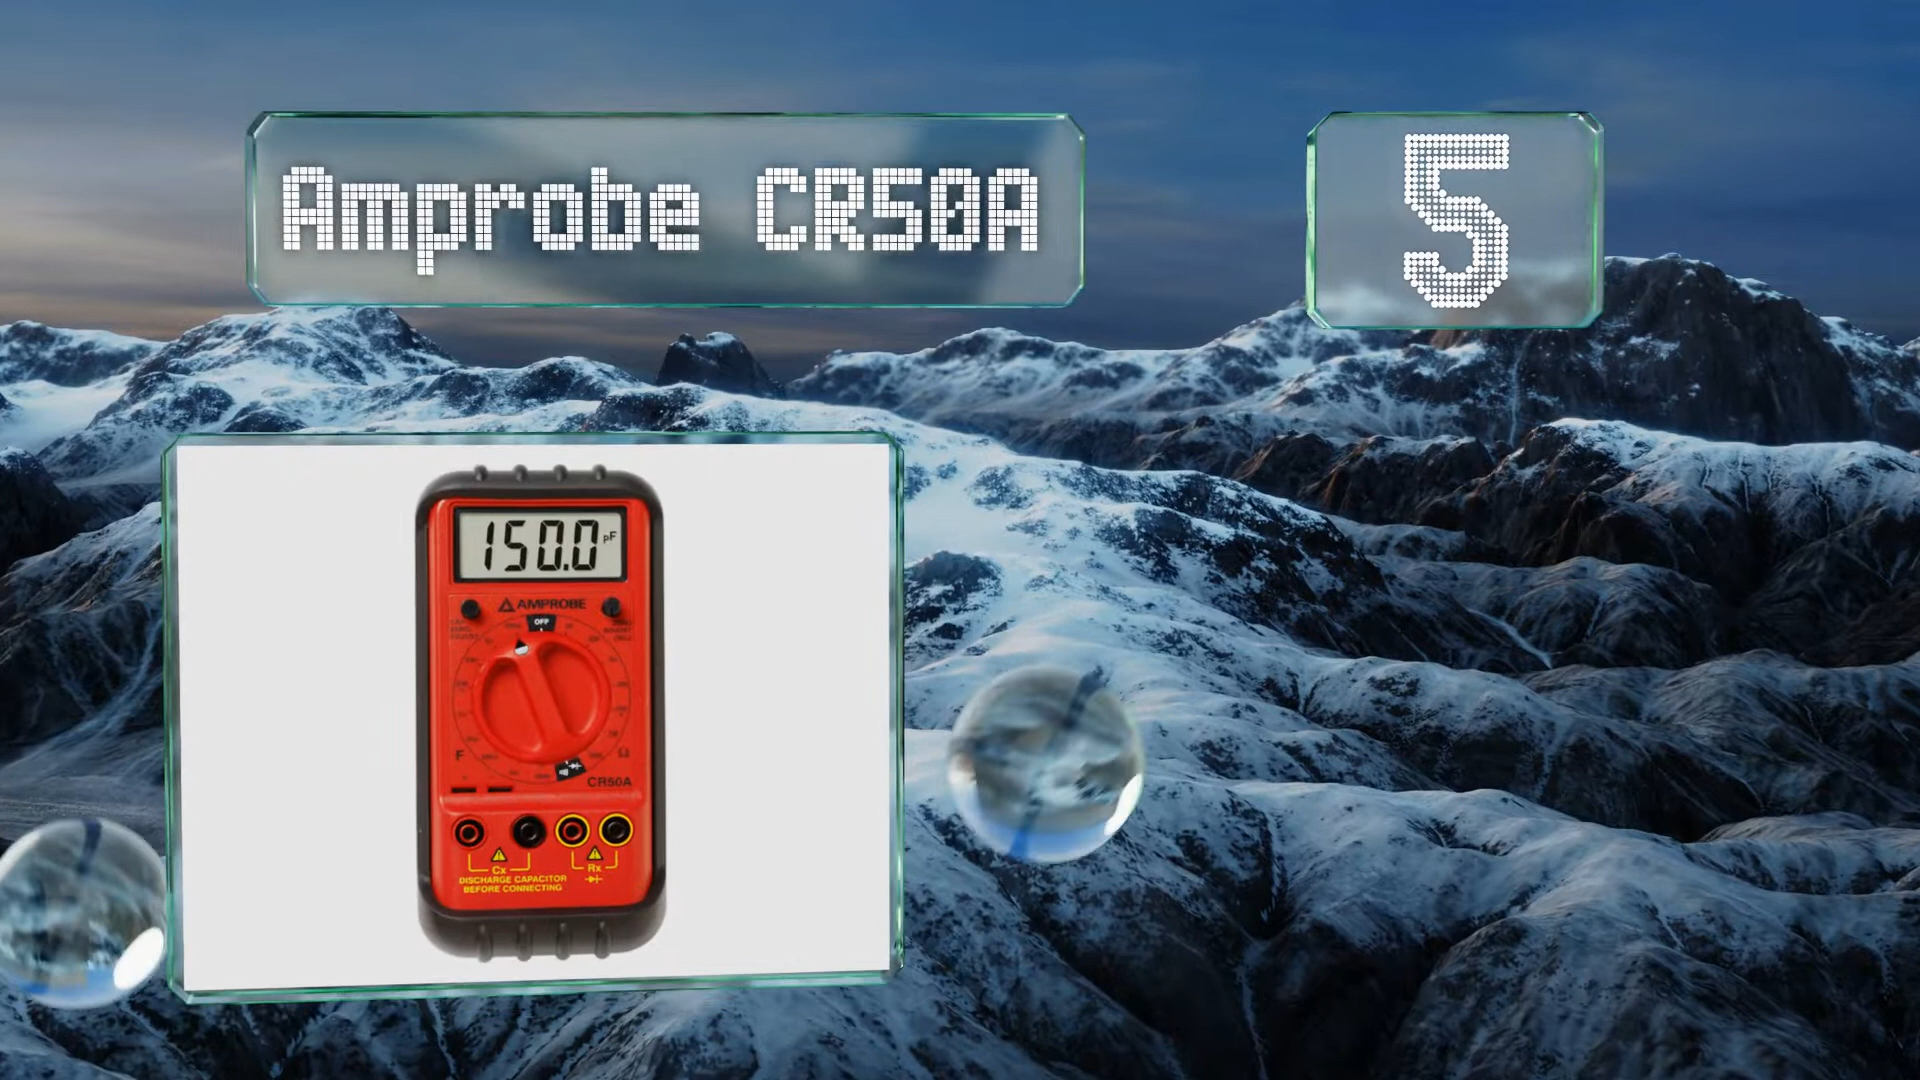 Amprobe CR50A
5
150.0 pF
AMPROBE
OFF
F
Ω
CR50A
Cx
Rx
DISCHARGE CAPACITOR
BEFORE CONNECTING